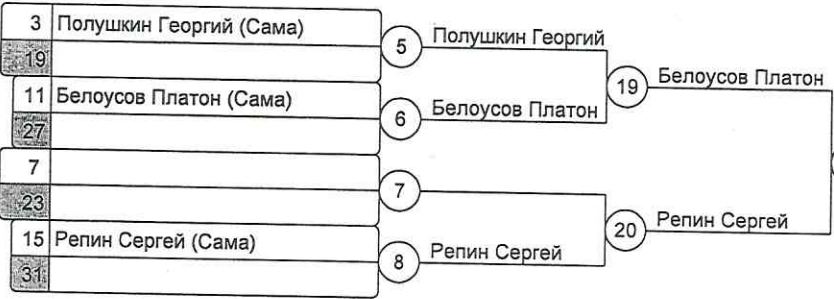 3 Полушкин Георгий (Сама)
19
5 Полушкин Георгий
11 Белоусов Платон (Сама)
27
6 Белоусов Платон
19 Белоусов Платон
7
23
7
15 Репин Сергей (Сама)
31
8 Репин Сергей
20 Репин Сергей